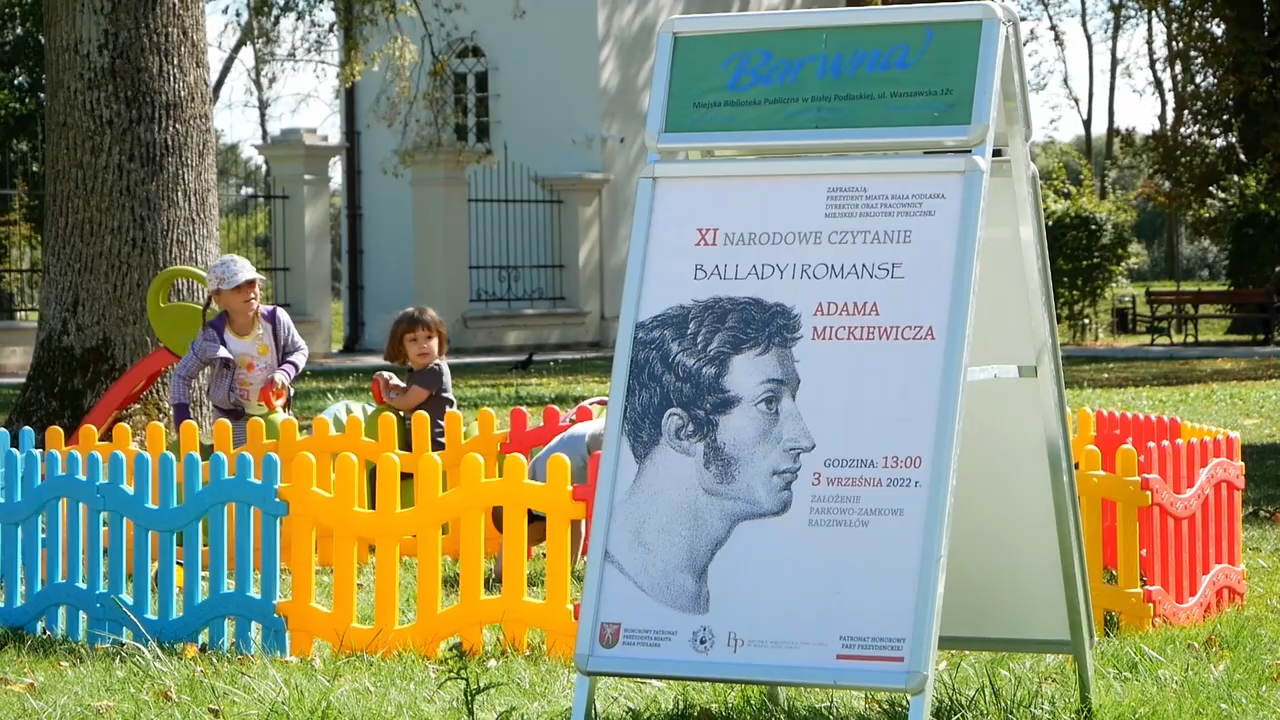 Barwna
Miejska Biblioteka Publiczna w Białej Podlaskiej, ul. Warszawska 12c
ZAPRASZAJĄ:
PREZYDENT MIASTA BIAŁA PODLASKA,
DYREKTOR ORAZ PRACOWNICY
MIEJSKIEJ BIBLIOTEKI PUBLICZNEJ
XI NARODOWE CZYTANIE
BALLADY I ROMANSE
ADAMA
MICKIEWICZA
GODZINA: 13:00
3 WRZEŚNIA 2022 r.
ZAŁOŻENIE
PARKOWO-ZAMKOWE
RADZIWIŁŁÓW
HONOROWY PATRONAT
PREZYDENTA MIASTA
BIAŁA PODLASKA
PATRONAT HONOROWY
PARY PREZYDENCKIEJ